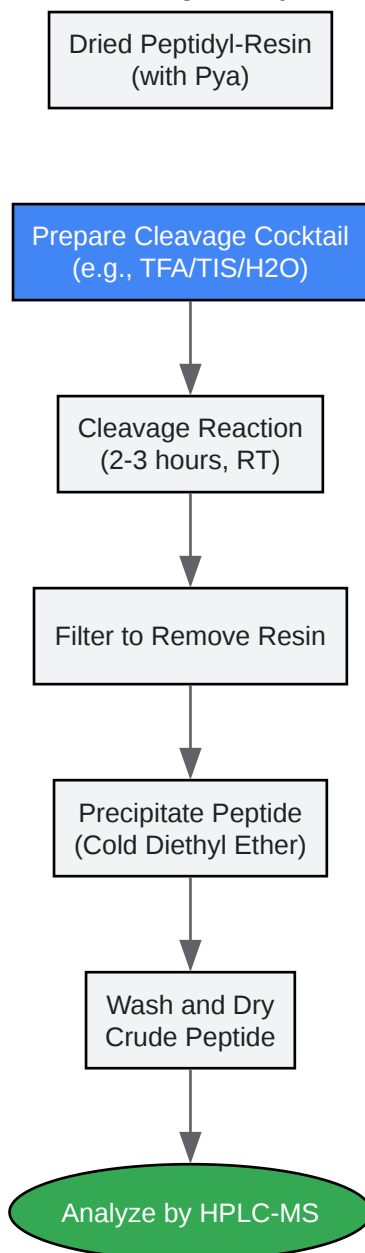 Dried Peptidyl-Resin
(with Pya)
Prepare Cleavage Cocktail
(e.g., TFA/TIS/H2O)
Cleavage Reaction
(2-3 hours, RT)
Filter to Remove Resin
Precipitate Peptide
(Cold Diethyl Ether)
Wash and Dry
Crude Peptide
Analyze by HPLC-MS